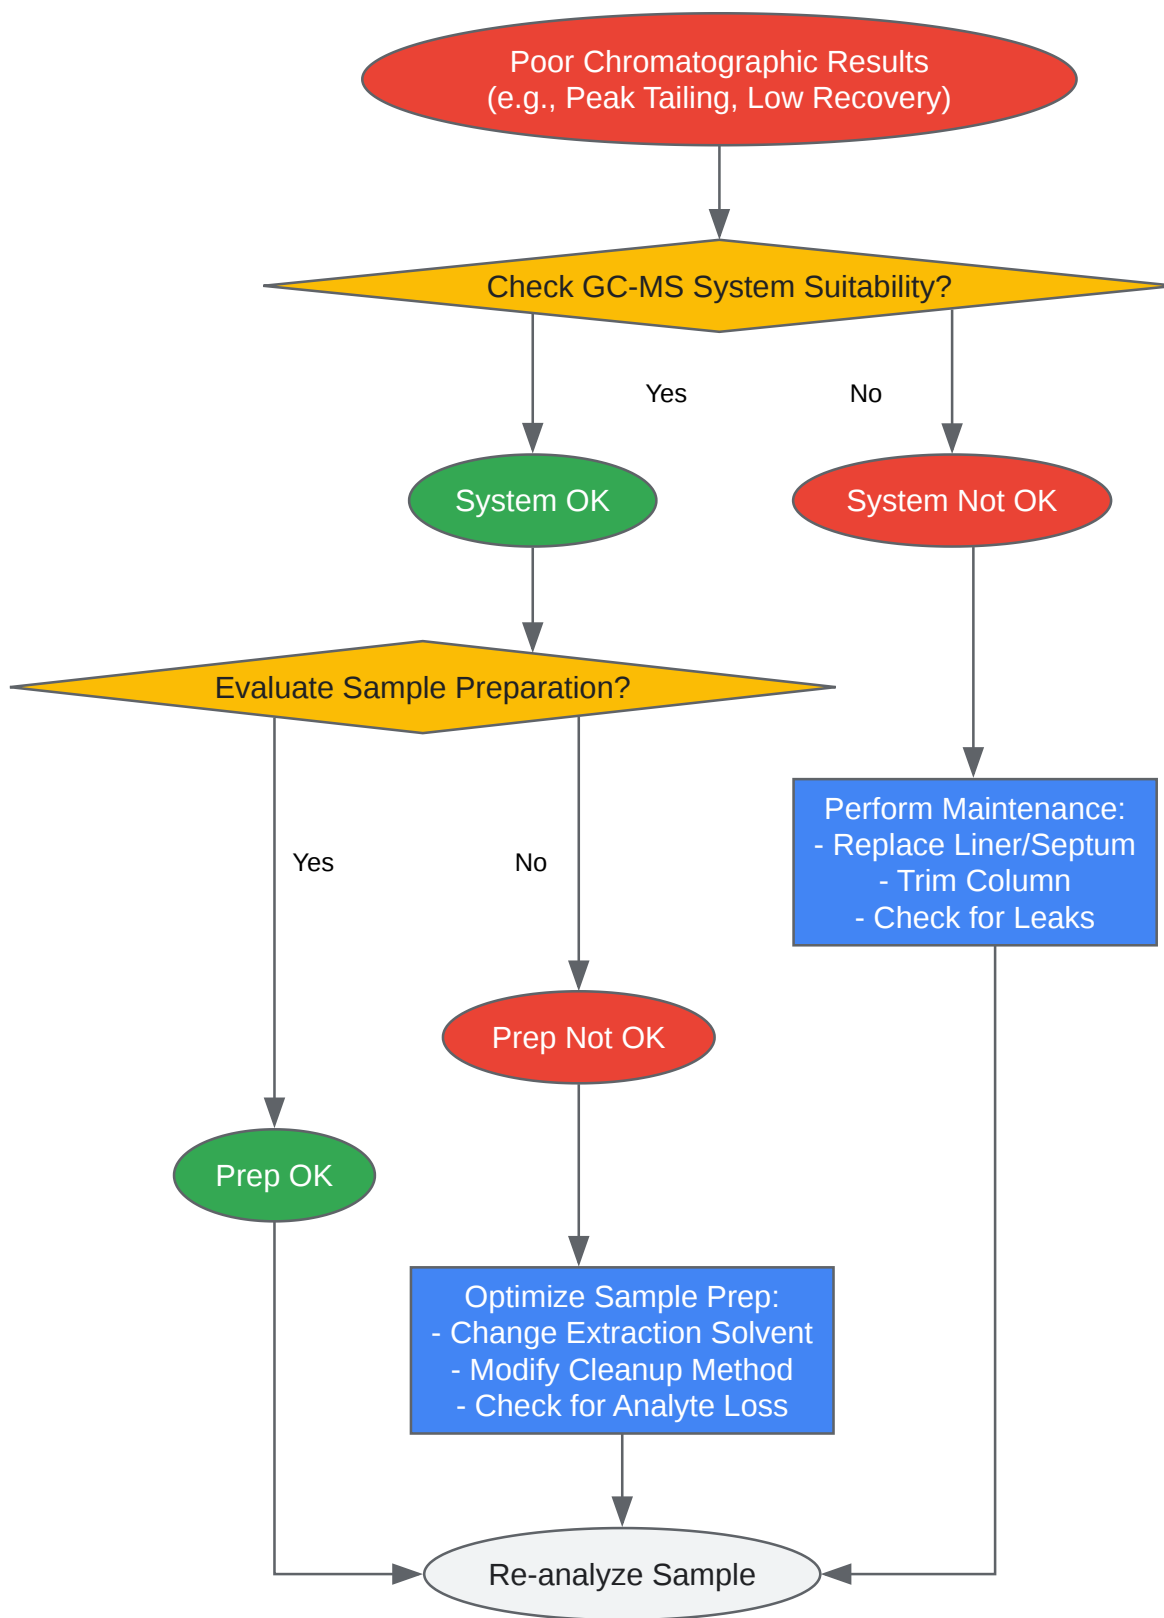 Poor Chromatographic Results
(e.g., Peak Tailing, Low Recovery)
Check GC-MS System Suitability?
Yes
No
System OK
System Not OK
Evaluate Sample Preparation?
Perform Maintenance:
- Replace Liner/Septum
- Trim Column
- Check for Leaks
Yes
No
Prep Not OK
Prep OK
Optimize Sample Prep:
- Change Extraction Solvent
- Modify Cleanup Method
- Check for Analyte Loss
Re-analyze Sample